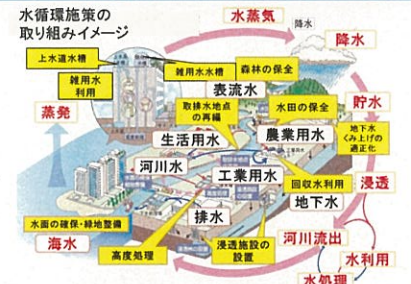 水循環施策の
取り組みイメージ
水蒸気
降水
降水
上水道水槽
雑用水
利用
雑用水水槽
森林の保全
表流水
貯水
蒸発
取排水地点
の再編
水田の保全
地下水
くみ上げの
適正化
生活用水
農業用水
河川水
工業用水
回収水利用
浸透
地下水
水面の確保・緑地整備
海水
排水
高度処理
浸透施設の
設置
河川流出
水利用
水処理